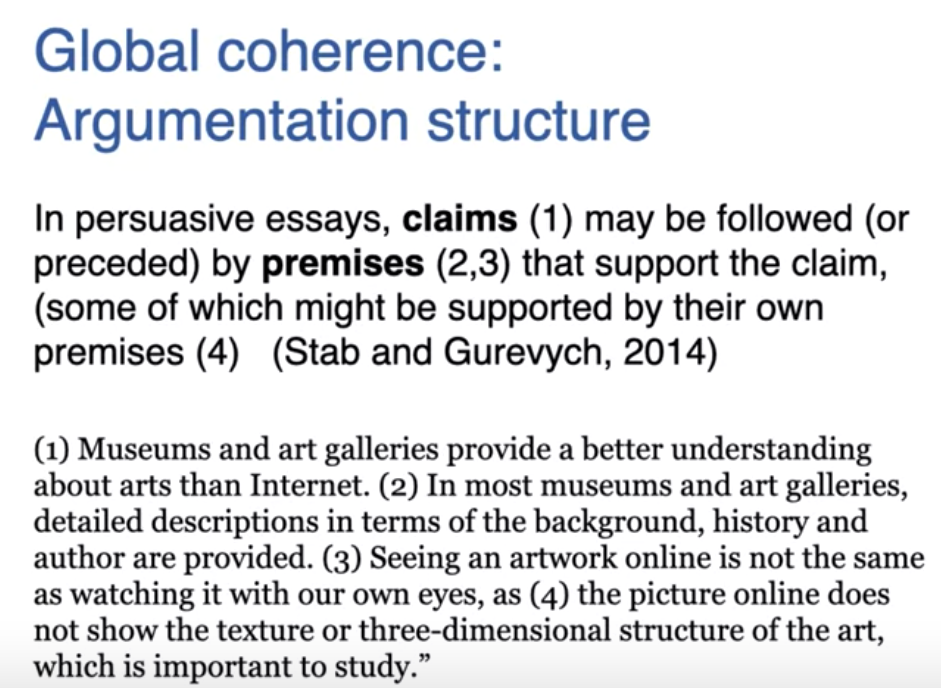 Global coherence:
Argumentation structure
In persuasive essays, claims (1) may be followed (or
preceded) by premises (2,3) that support the claim,
(some of which might be supported by their own
premises (4)   (Stab and Gurevych, 2014)
(1) Museums and art galleries provide a better understanding
about arts than Internet. (2) In most museums and art galleries,
detailed descriptions in terms of the background, history and
author are provided. (3) Seeing an artwork online is not the same
as watching it with our own eyes, as (4) the picture online does
not show the texture or three-dimensional structure of the art,
which is important to study.”